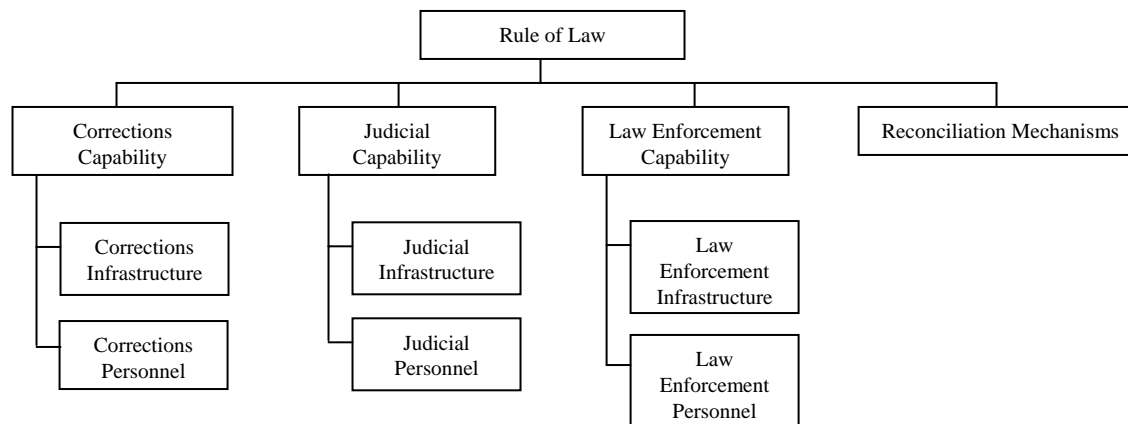 Rule of Law
Corrections
Capability
Judicial
Capability
Law Enforcement
Capability
Reconciliation Mechanisms
Corrections
Infrastructure
Judicial
Infrastructure
Law
Enforcement
Infrastructure
Corrections
Personnel
Judicial
Personnel
Law
Enforcement
Personnel